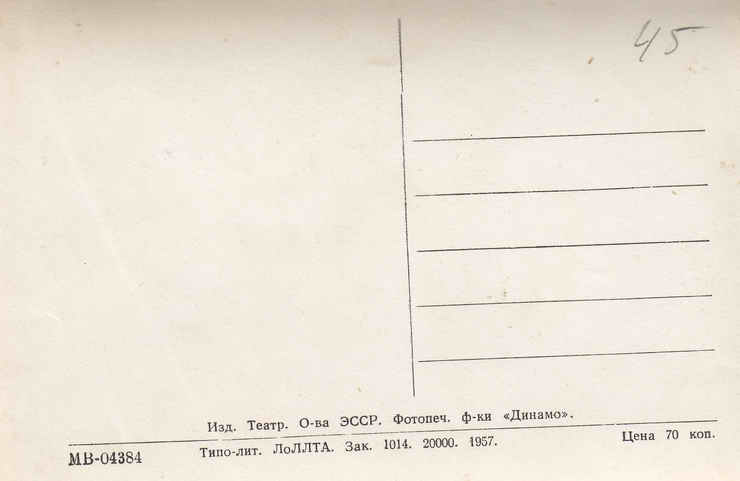 45
Изд. Театр. О-ва ЭССР. Фотопеч. ф-ки «Динамо».
МВ-04384 Типо-лит. ЛоЛЛТА. Зак. 1014. 20000. 1957. Цена 70 коп.